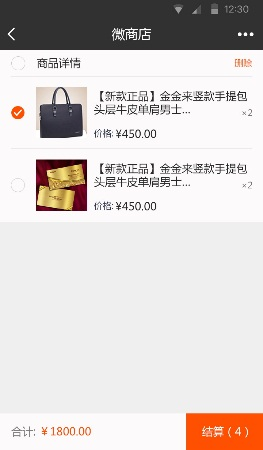 12:30
微商店
商品详情 删除
【新款正品】金金来竖款手提包
头层牛皮单肩男士...
×2
价格: ¥450.00
【新款正品】金金来竖款手提包
头层牛皮单肩男士...
×2
价格: ¥450.00
合计: ¥1800.00 结算（4）